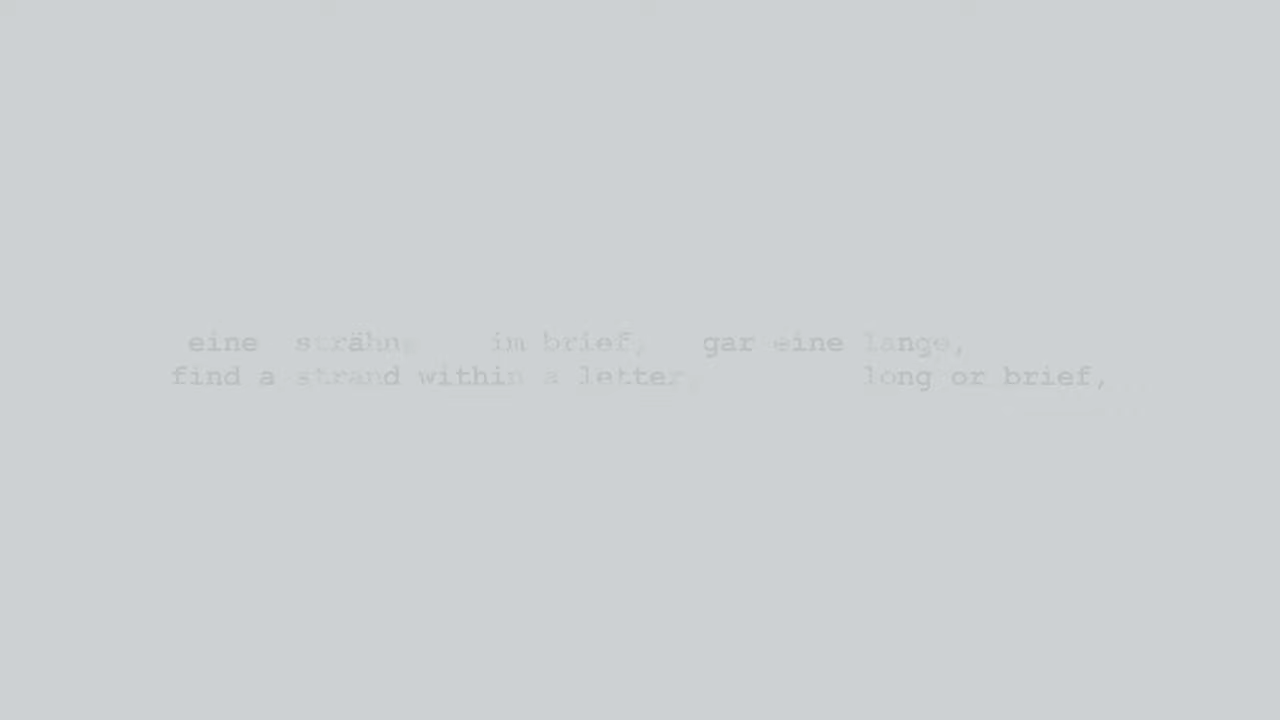 eine strähne im brief, gar eine lange,
find a strand within a letter, long or brief,